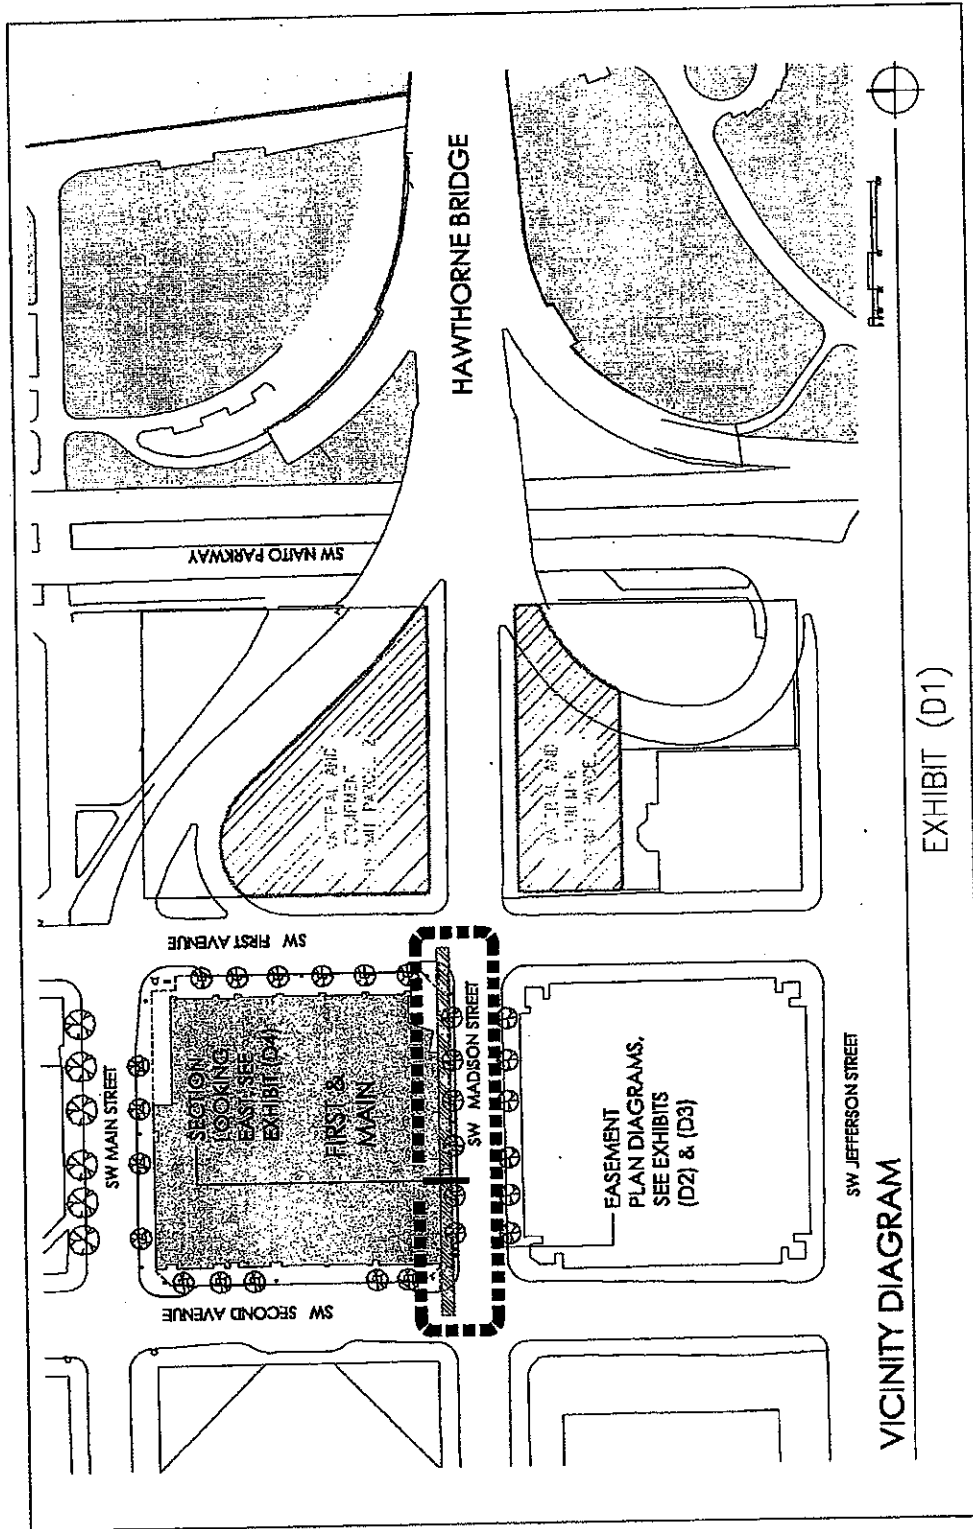 HAWTHORNE BRIDGE
SW NAITO PARKWAY
SW FIRST AVENUE
SW MAIN STREET
SECTION
LOOKING
EAST, SEE
EXHIBIT (D4)
FIRST &
MAIN
SW MADISON STREET
EASEMENT
PLAN DIAGRAMS,
SEE EXHIBITS
(D2) & (D3)
SW SECOND AVENUE
SW JEFFERSON STREET
VICINITY DIAGRAM
EXHIBIT (D1)